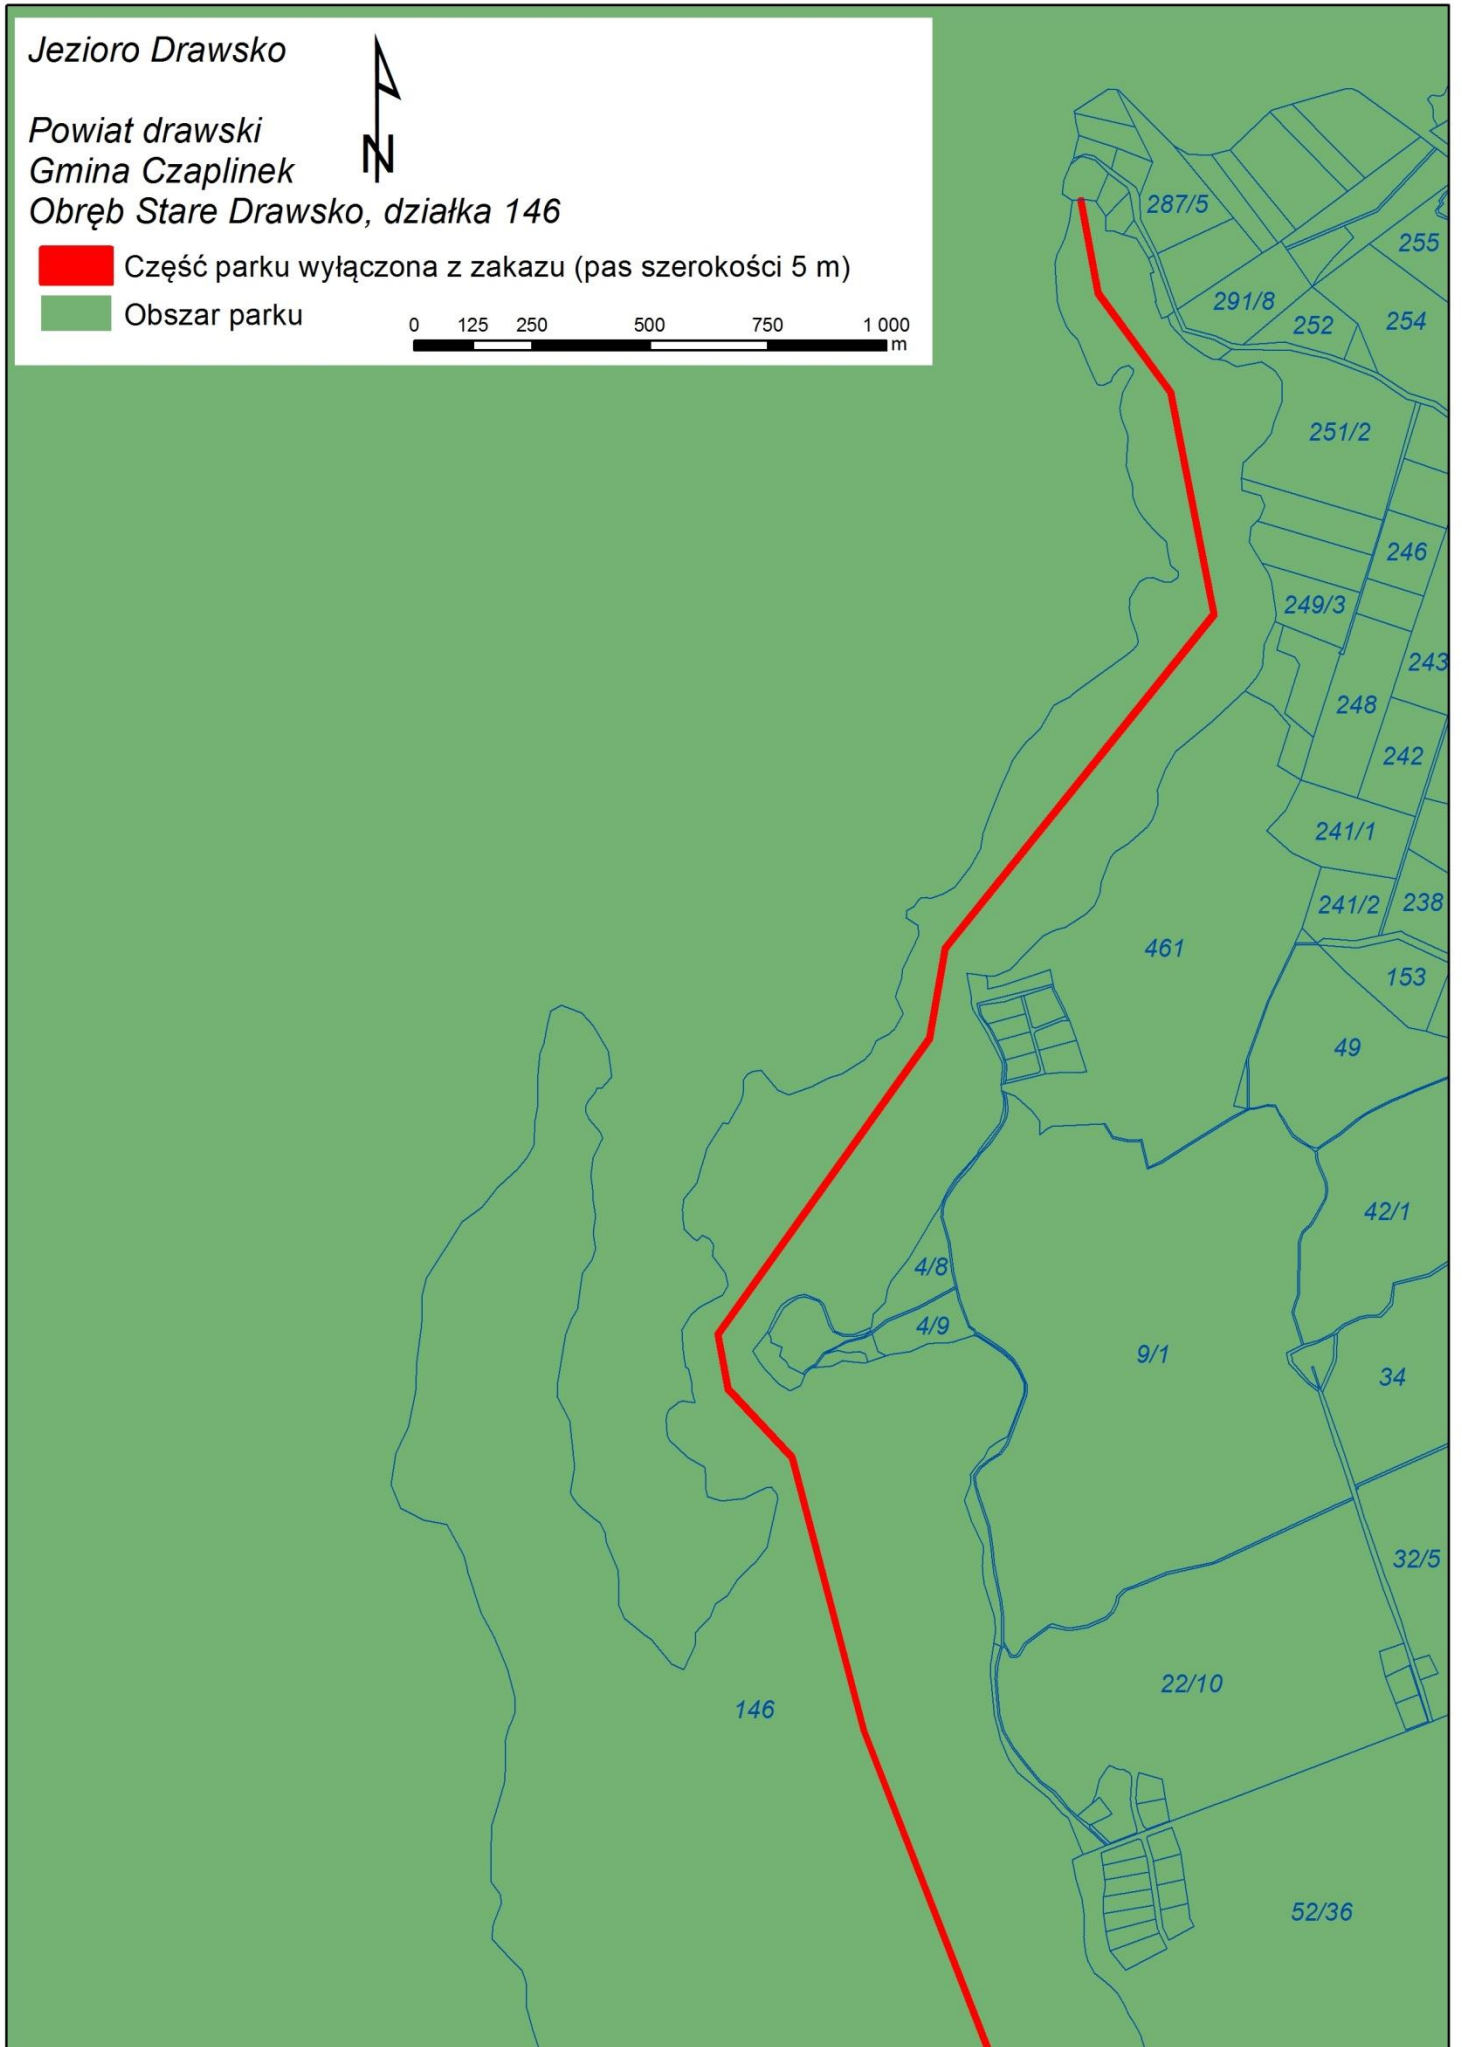 Jezioro Drawsko
Powiat drawski
N
Gmina Czaplinek
Obręb Stare Drawsko, działka 146
Część parku wyłączona z zakazu (pas szerokości 5 m)
Obszar parku
0 125 250 500 750 1 000
m
287/5
255
291/8
252
254
251/2
246
249/3
243
248
242
241/1
241/2
238
461
153
49
42/1
4/8
4/9
9/1
34
32/5
22/10
146
52/36